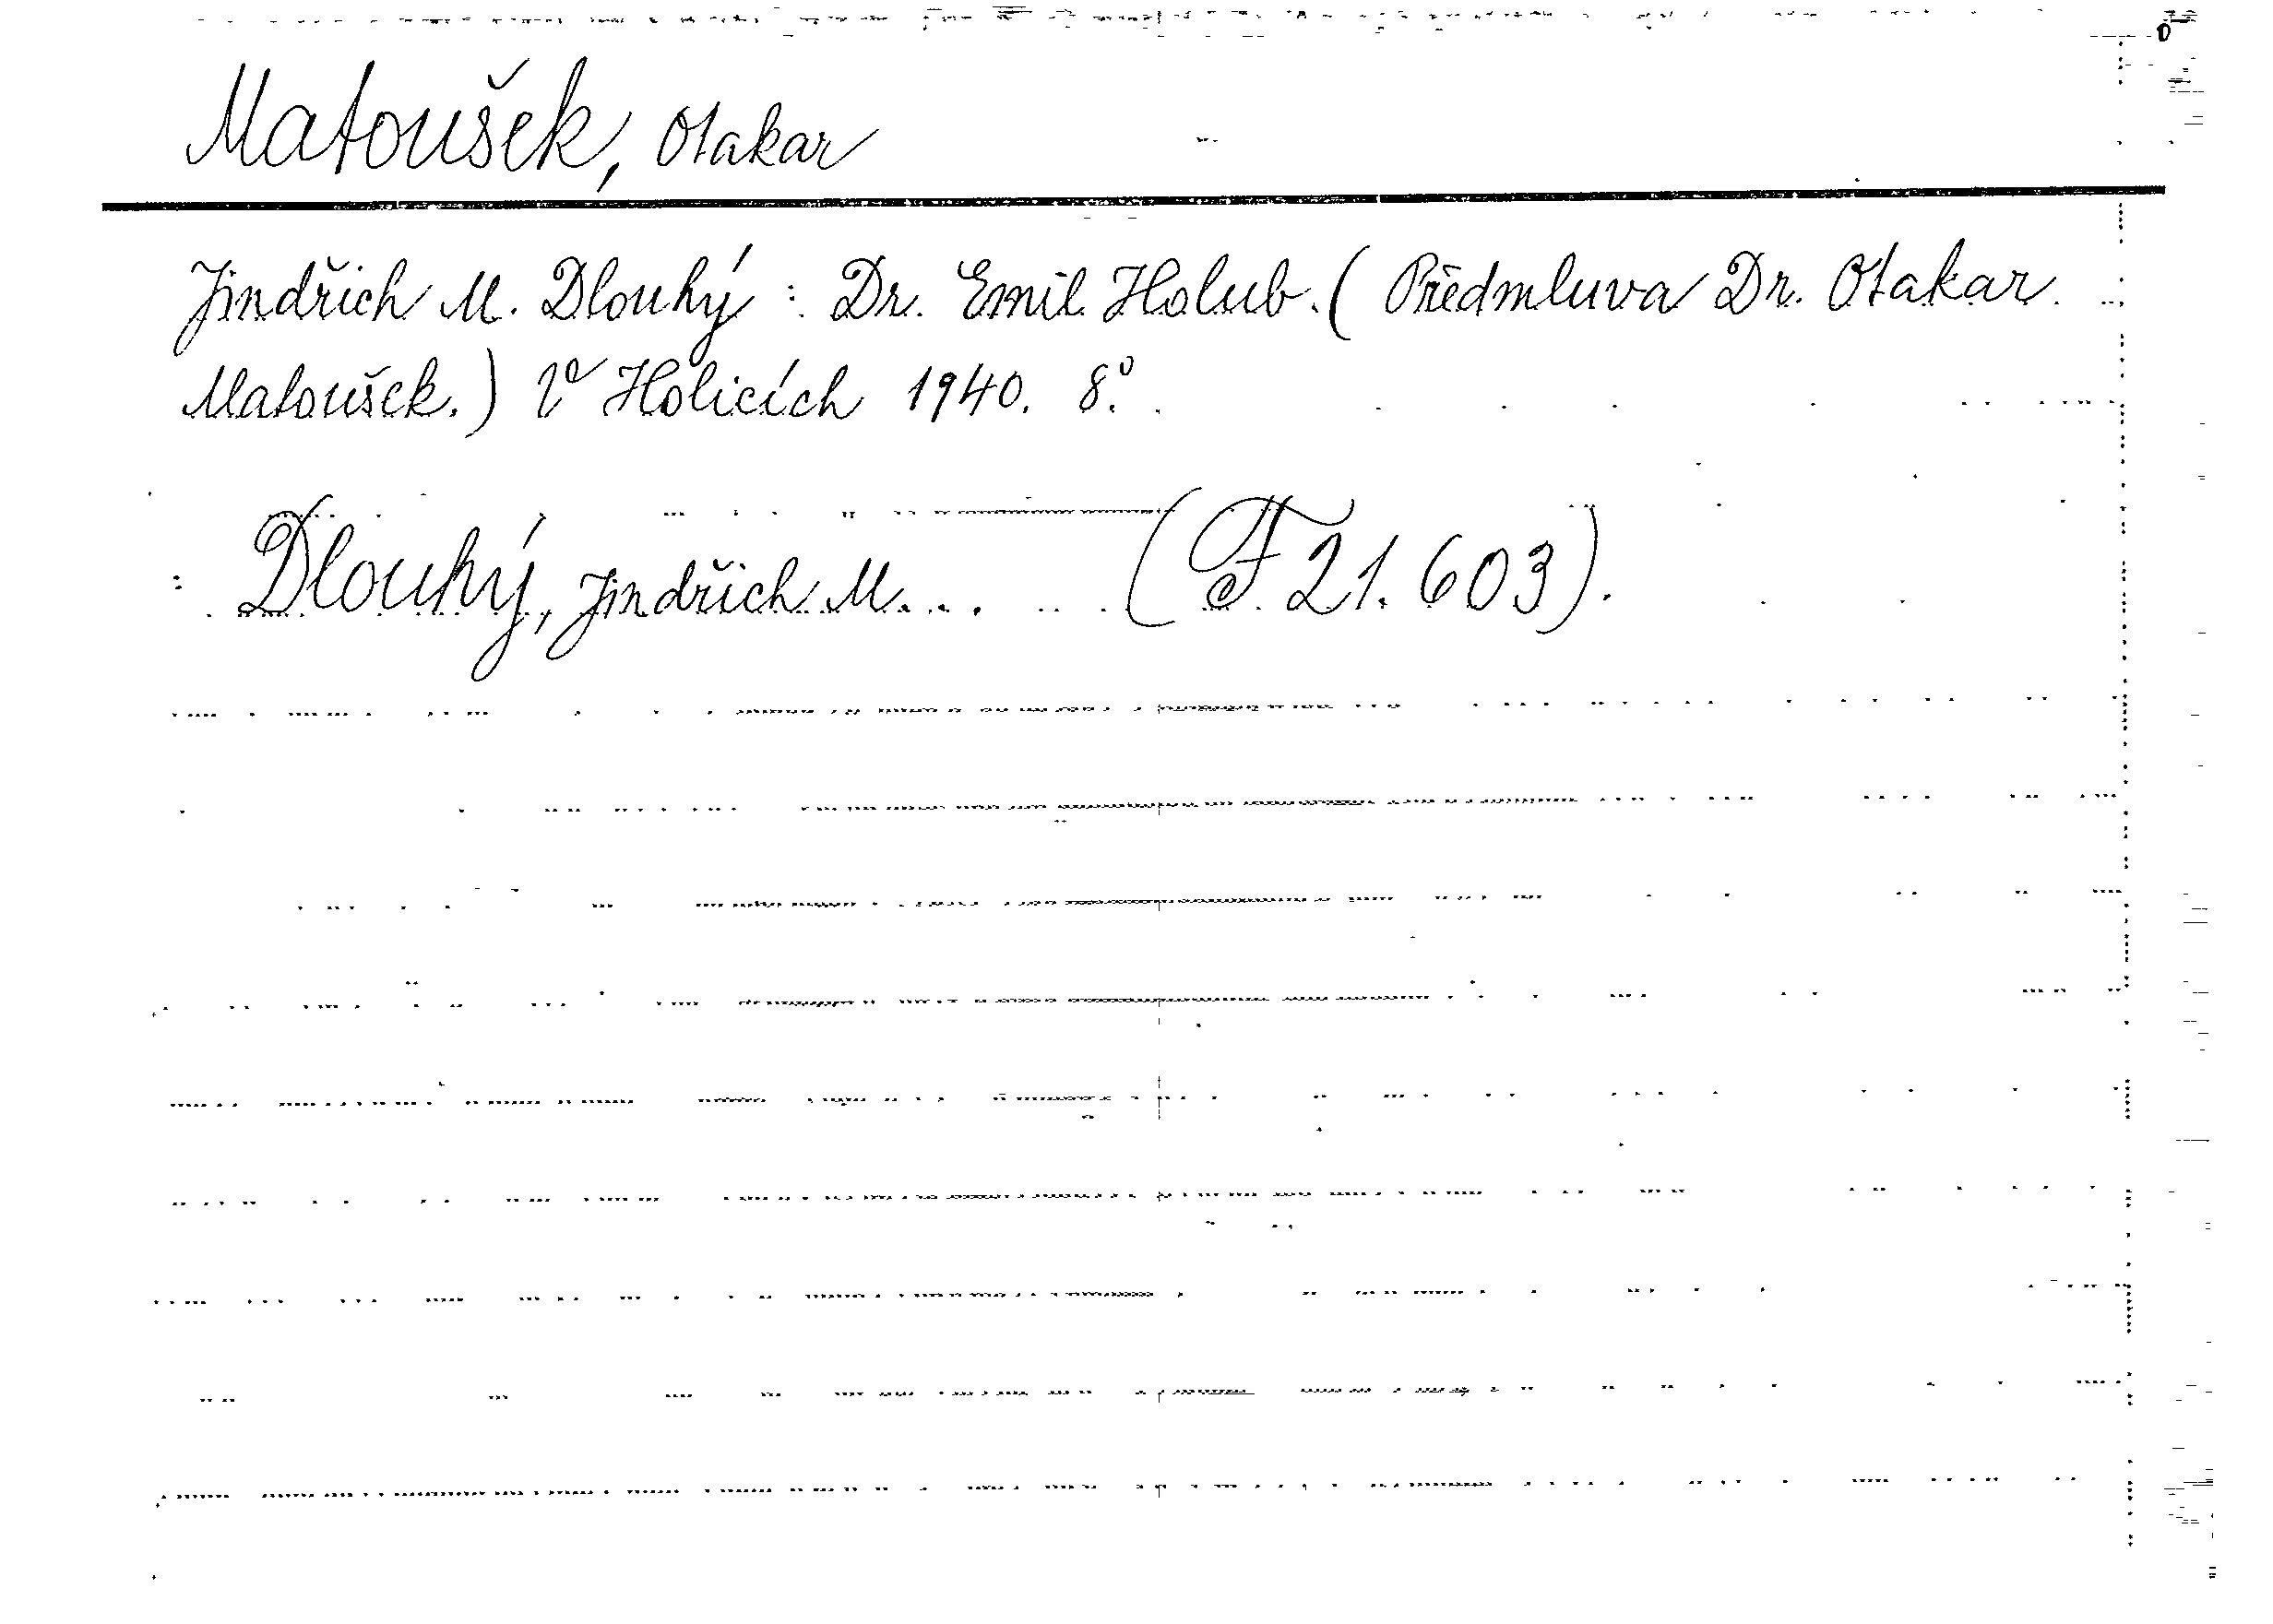 Matoušek, Otakar
Jindřich M. Dlouhý : Dr. Emil Holub. ( Předmluva Dr. Otakar
Matoušek. ) V Holicích 1940. 8°.
: Dlouhý, Jindřich M. . . ( F 21.603 ).